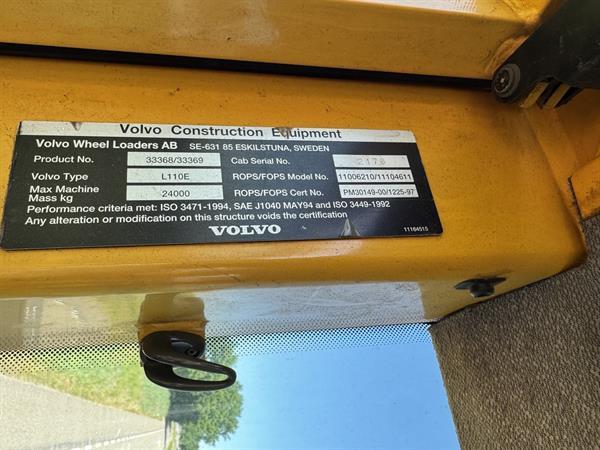 Volvo Construction Equipment
Volvo Wheel Loaders AB SE-631 85 ESKILSTUNA, SWEDEN
Product No. 33368/33369 Cab Serial No. 2178
Volvo Type L110E ROPS/FOPS Model No. 11006210/11104611
Max Machine Mass kg 24000 ROPS/FOPS Cert No. PM30149-00/1225-97
Performance criteria met: ISO 3471-1994, SAE J1040 MAY94 and ISO 3449-1992
Any alteration or modification on this structure voids the certification
VOLVO 11164515